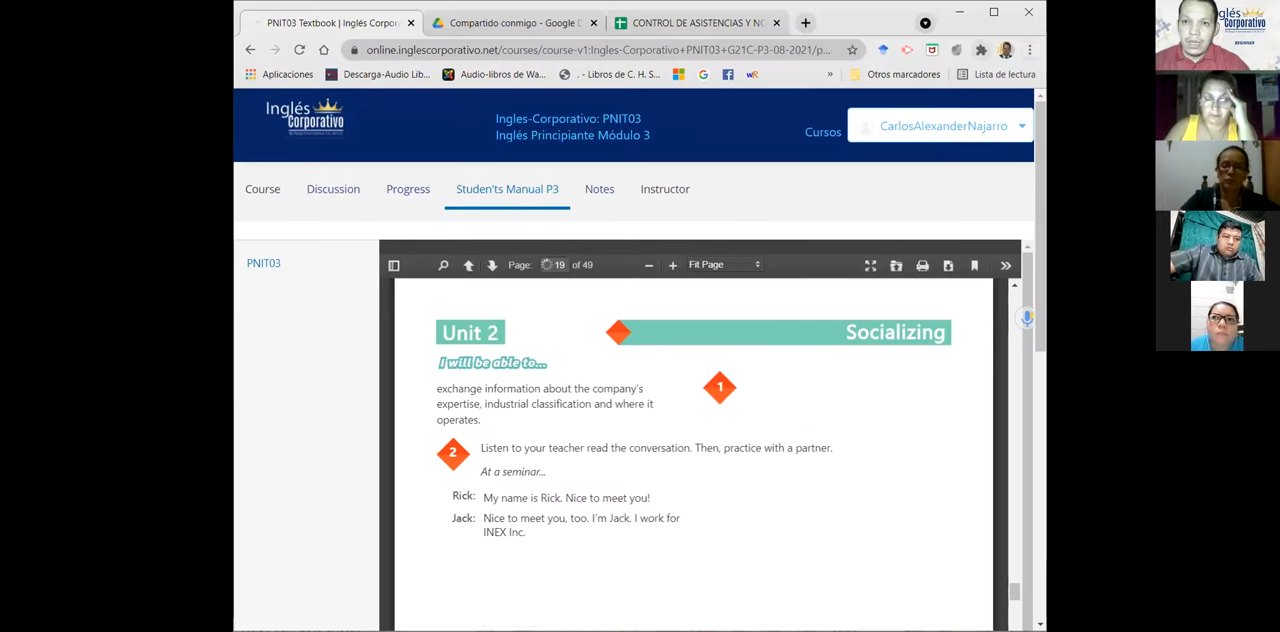 PNIT03 Textbook | Inglés Corpor
Compartido conmigo - Google D
CONTROL DE ASISTENCIAS Y NO
online.inglescorporativo.net/courses/course-v1:Ingles-Corporativo+PNIT03+G21C-P3-08-2021/p...
Aplicaciones
Descarga-Audio Lib...
Audio-libros de Wa...
. - Libros de C. H. S...
Otros marcadores
Lista de lectura
Inglés
Corporativo
Ingles-Corporativo: PNIT03
Inglés Principiante Módulo 3
Cursos
CarlosAlexanderNajarro
Course
Discussion
Progress
Studen'ts Manual P3
Notes
Instructor
PNIT03
Page: 19 of 49
Fit Page
Unit 2
Socializing
I will be able to...
exchange information about the company's
expertise, industrial classification and where it
operates.
1
2
Listen to your teacher read the conversation. Then, practice with a partner.
At a seminar...
Rick: My name is Rick. Nice to meet you!
Jack: Nice to meet you, too. I'm Jack. I work for
INEX Inc.
Inglés
Corporativo
BEGINNER